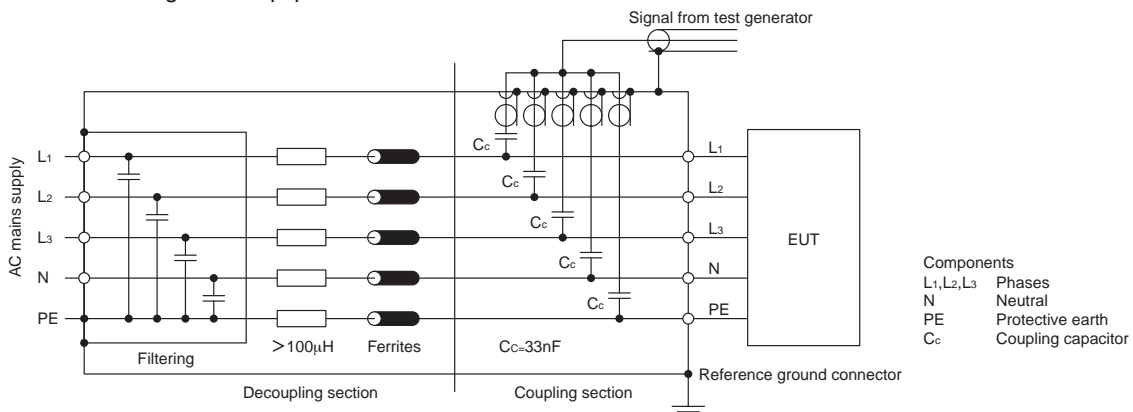 Signal from test generator
AC mains supply
L1
L2
L3
N
PE
Cc
Cc
Cc
Cc
Cc
L1
L2
L3
N
PE
EUT
Filtering
>100μH
Ferrites
CC=33nF
Decoupling section
Coupling section
Reference ground connector
Components
L1,L2,L3 Phases
N Neutral
PE Protective earth
Cc Coupling capacitor